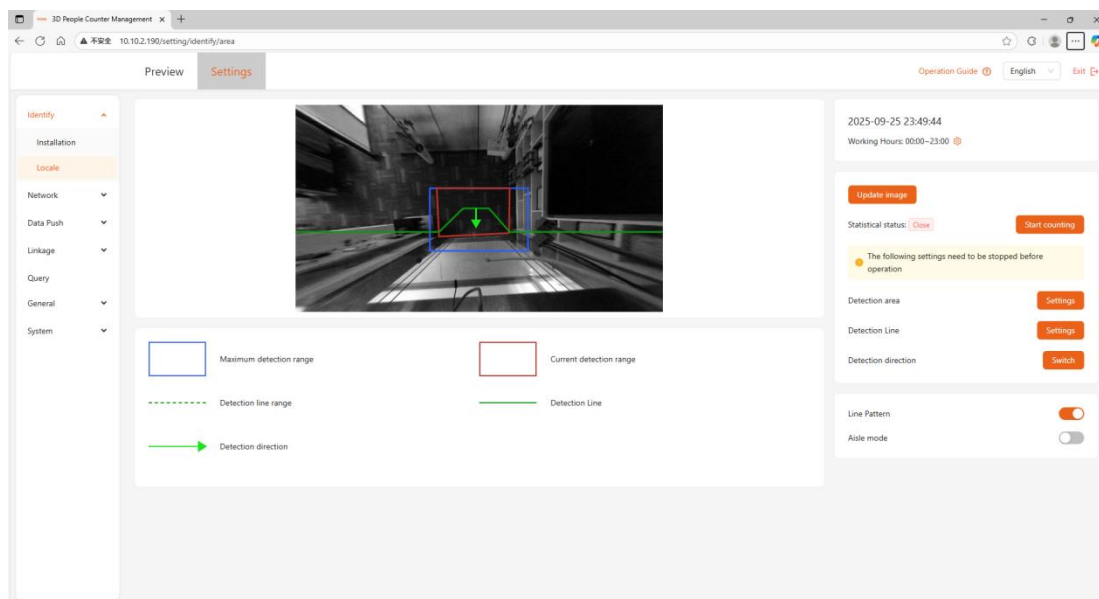 3D People Counter Management
不安全 10.10.2.190/setting/identify/area
Preview
Settings
Operation Guide
English
Exit
Identify
Installation
Locale
Network
Data Push
Linkage
Query
General
System
Maximum detection range
Current detection range
Detection line range
Detection Line
Detection direction
2025-09-25 23:49:44
Working Hours: 00:00~23:00
Update image
Statistical status: Close
Start counting
The following settings need to be stopped before
operation
Detection area
Settings
Detection Line
Settings
Detection direction
Switch
Line Pattern
Aisle mode